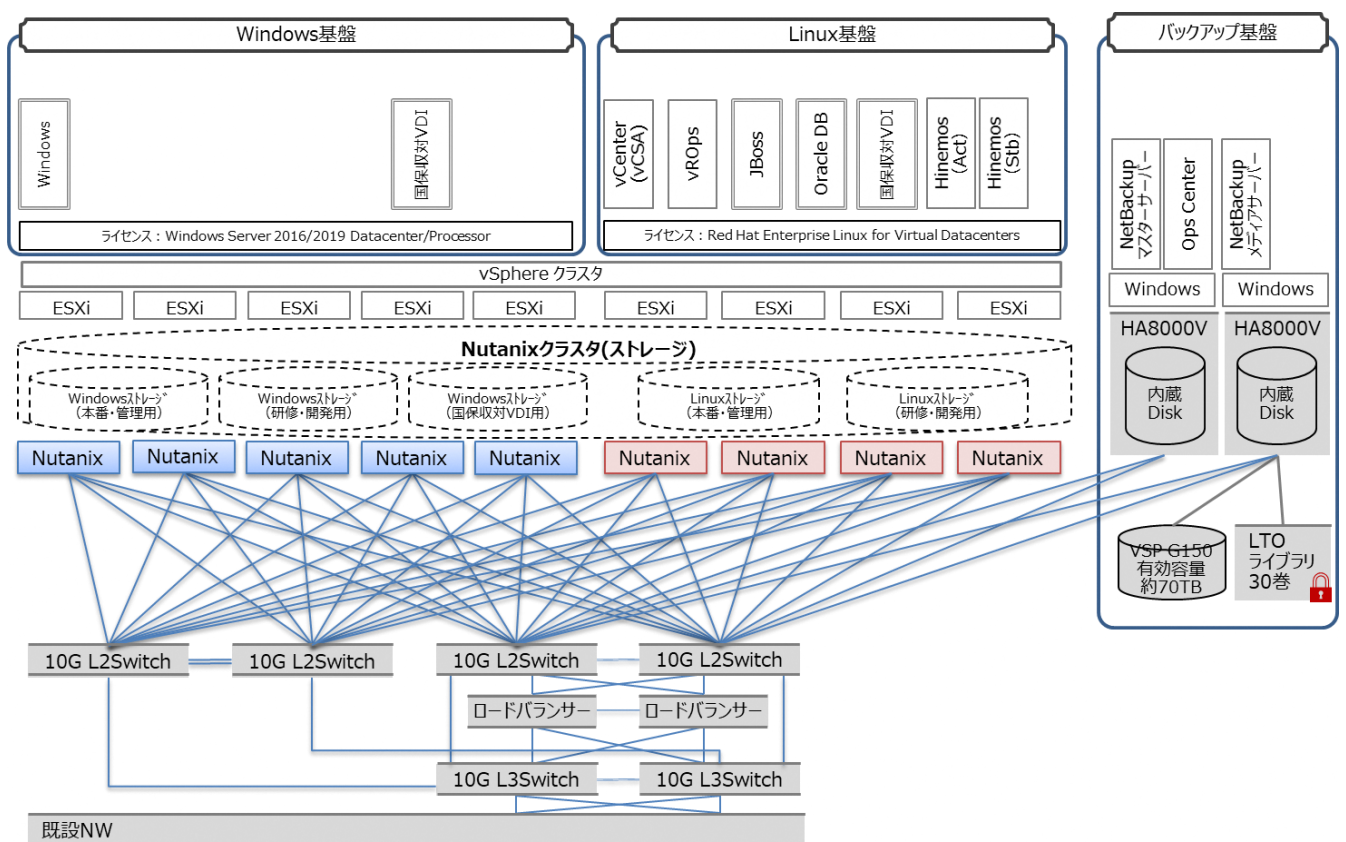 Windows基盤
Linux基盤
バックアップ基盤
Windows
国保収対VDI
vCenter
(vCSA)
vROps
JBoss
Oracle DB
国保収対VDI
Hinemos
(Act)
Hinemos
(Stb)
NetBackup
マスターサーバー
Ops Center
NetBackup
メディアサーバー
ライセンス：Windows Server 2016/2019 Datacenter/Processor
ライセンス：Red Hat Enterprise Linux for Virtual Datacenters
vSphere クラスタ
ESXi
ESXi
ESXi
ESXi
ESXi
ESXi
ESXi
ESXi
ESXi
Windows
Windows
HA8000V
HA8000V
内蔵
Disk
内蔵
Disk
Nutanixクラスタ(ストレージ)
Windowsｽﾄﾚｰｼﾞ
（本番・管理用）
Windowsｽﾄﾚｰｼﾞ
（研修・開発用）
Windowsｽﾄﾚｰｼﾞ
（国保収対VDI用）
Linuxｽﾄﾚｰｼﾞ
（本番・管理用）
Linuxｽﾄﾚｰｼﾞ
（研修・開発用）
Nutanix
Nutanix
Nutanix
Nutanix
Nutanix
Nutanix
Nutanix
Nutanix
Nutanix
VSP G150
有効容量
約70TB
LTO
ライブラリ
30巻
10G L2Switch
10G L2Switch
10G L2Switch
10G L2Switch
ロードバランサー
ロードバランサー
10G L3Switch
10G L3Switch
既設NW